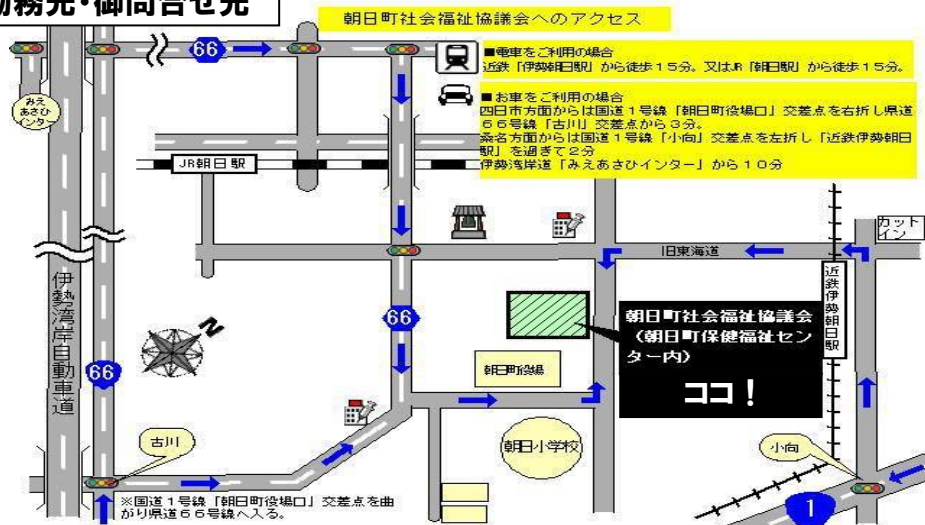 勤務先・御問合せ先
朝日町社会福祉協議会へのアクセス
■電車をご利用の場合
近鉄「伊勢朝日駅」から徒歩15分。又はJR「朝日駅」から徒歩15分。
■お車をご利用の場合
四日市方面からは国道1号線「朝日町役場口」交差点を右折し県道
66号線「古川」交差点から3分。
桑名方面からは国道1号線「小向」交差点を左折し「近鉄伊勢朝日
駅」を過ぎて2分
伊勢湾岸道「みえあさひインター」から10分
66
みえ
あさひ
インター
JR朝日駅
カット
イン
旧東海道
近鉄伊勢朝日駅
伊勢湾岸自動車道
N
66
66
朝日町社会福祉協議会
(朝日町保健福祉セン
ター内)
ココ!
朝日町役場
朝日小学校
古川
小向
1
※国道1号線「朝日町役場口」交差点を曲
がり県道66号線へ入る。